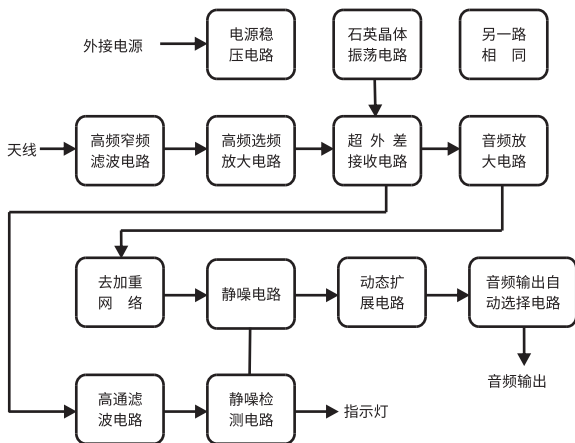 外接电源
电源稳
压电路
石英晶体
振荡电路
另一路
相 同
天线
高频窄频
滤波电路
高频选频
放大电路
超 外 差
接收电路
音频放
大电路
去加重
网 络
静噪电路
动态扩
展电路
音频输出自
动选择电路
音频输出
高通滤
波电路
静噪检
测电路
指示灯